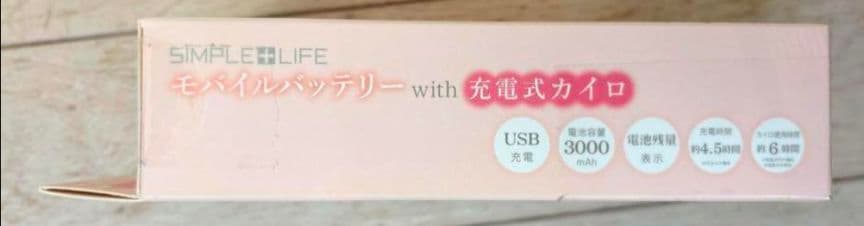 SIMPLE+LIFE
モバイルバッテリー with 充電式カイロ
USB
充電
電池容量
3000
mAh
電池残量
表示
充電時間
約4.5時間
カイロ使用時間
約6時間